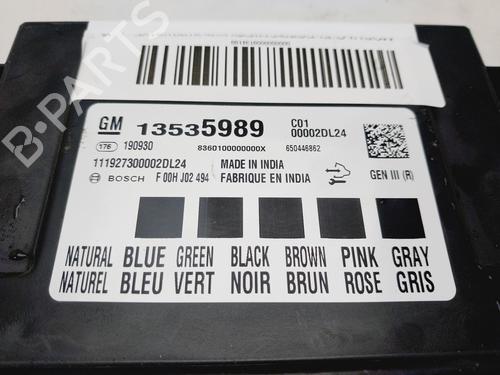 B-PARTS
GM 13535989 C01
00002DL24
176 190930 8360100000000X 650446862
111927300002DL24 MADE IN INDIA
BOSCH F 00H J02 494 FABRIQUE EN INDIA GEN III (R)
NATURAL BLUE GREEN BLACK BROWN PINK GRAY
NATUREL BLEU VERT NOIR BRUN ROSE GRIS